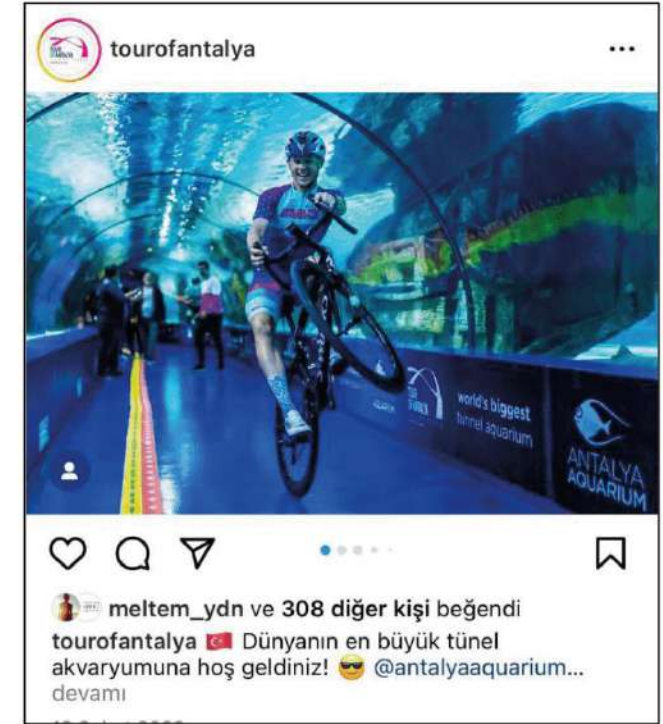 tourofantalya
world's biggest
tunnel aquarium
ANTALYA
AQUARIUM
meltem_ydn ve 308 diğer kişi beğendi
tourofantalya 🇹🇷 Dünyanın en büyük tünel
akvaryumuna hoş geldiniz! 😎 @antalyaaquarium...
devamı